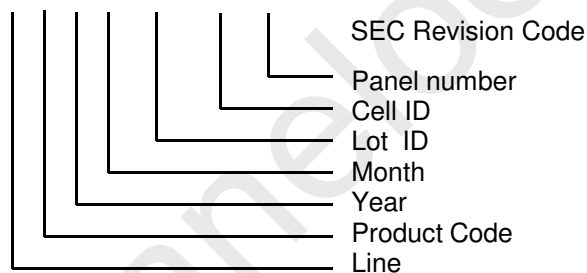 SEC Revision Code
Panel number
Cell ID
Lot ID
Month
Year
Product Code
Line